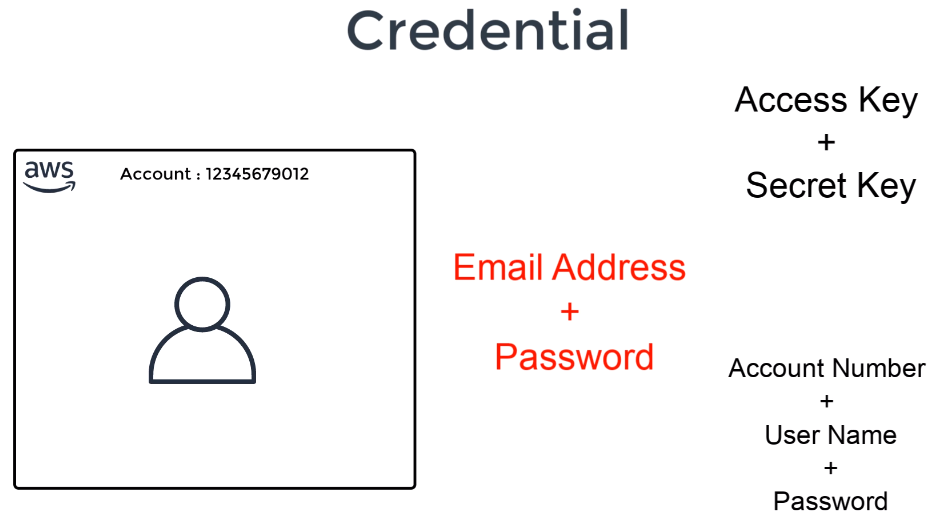 Credential
Access Key
+
Secret Key
aws
Account : 12345679012
Email Address
+
Password
Account Number
+
User Name
+
Password